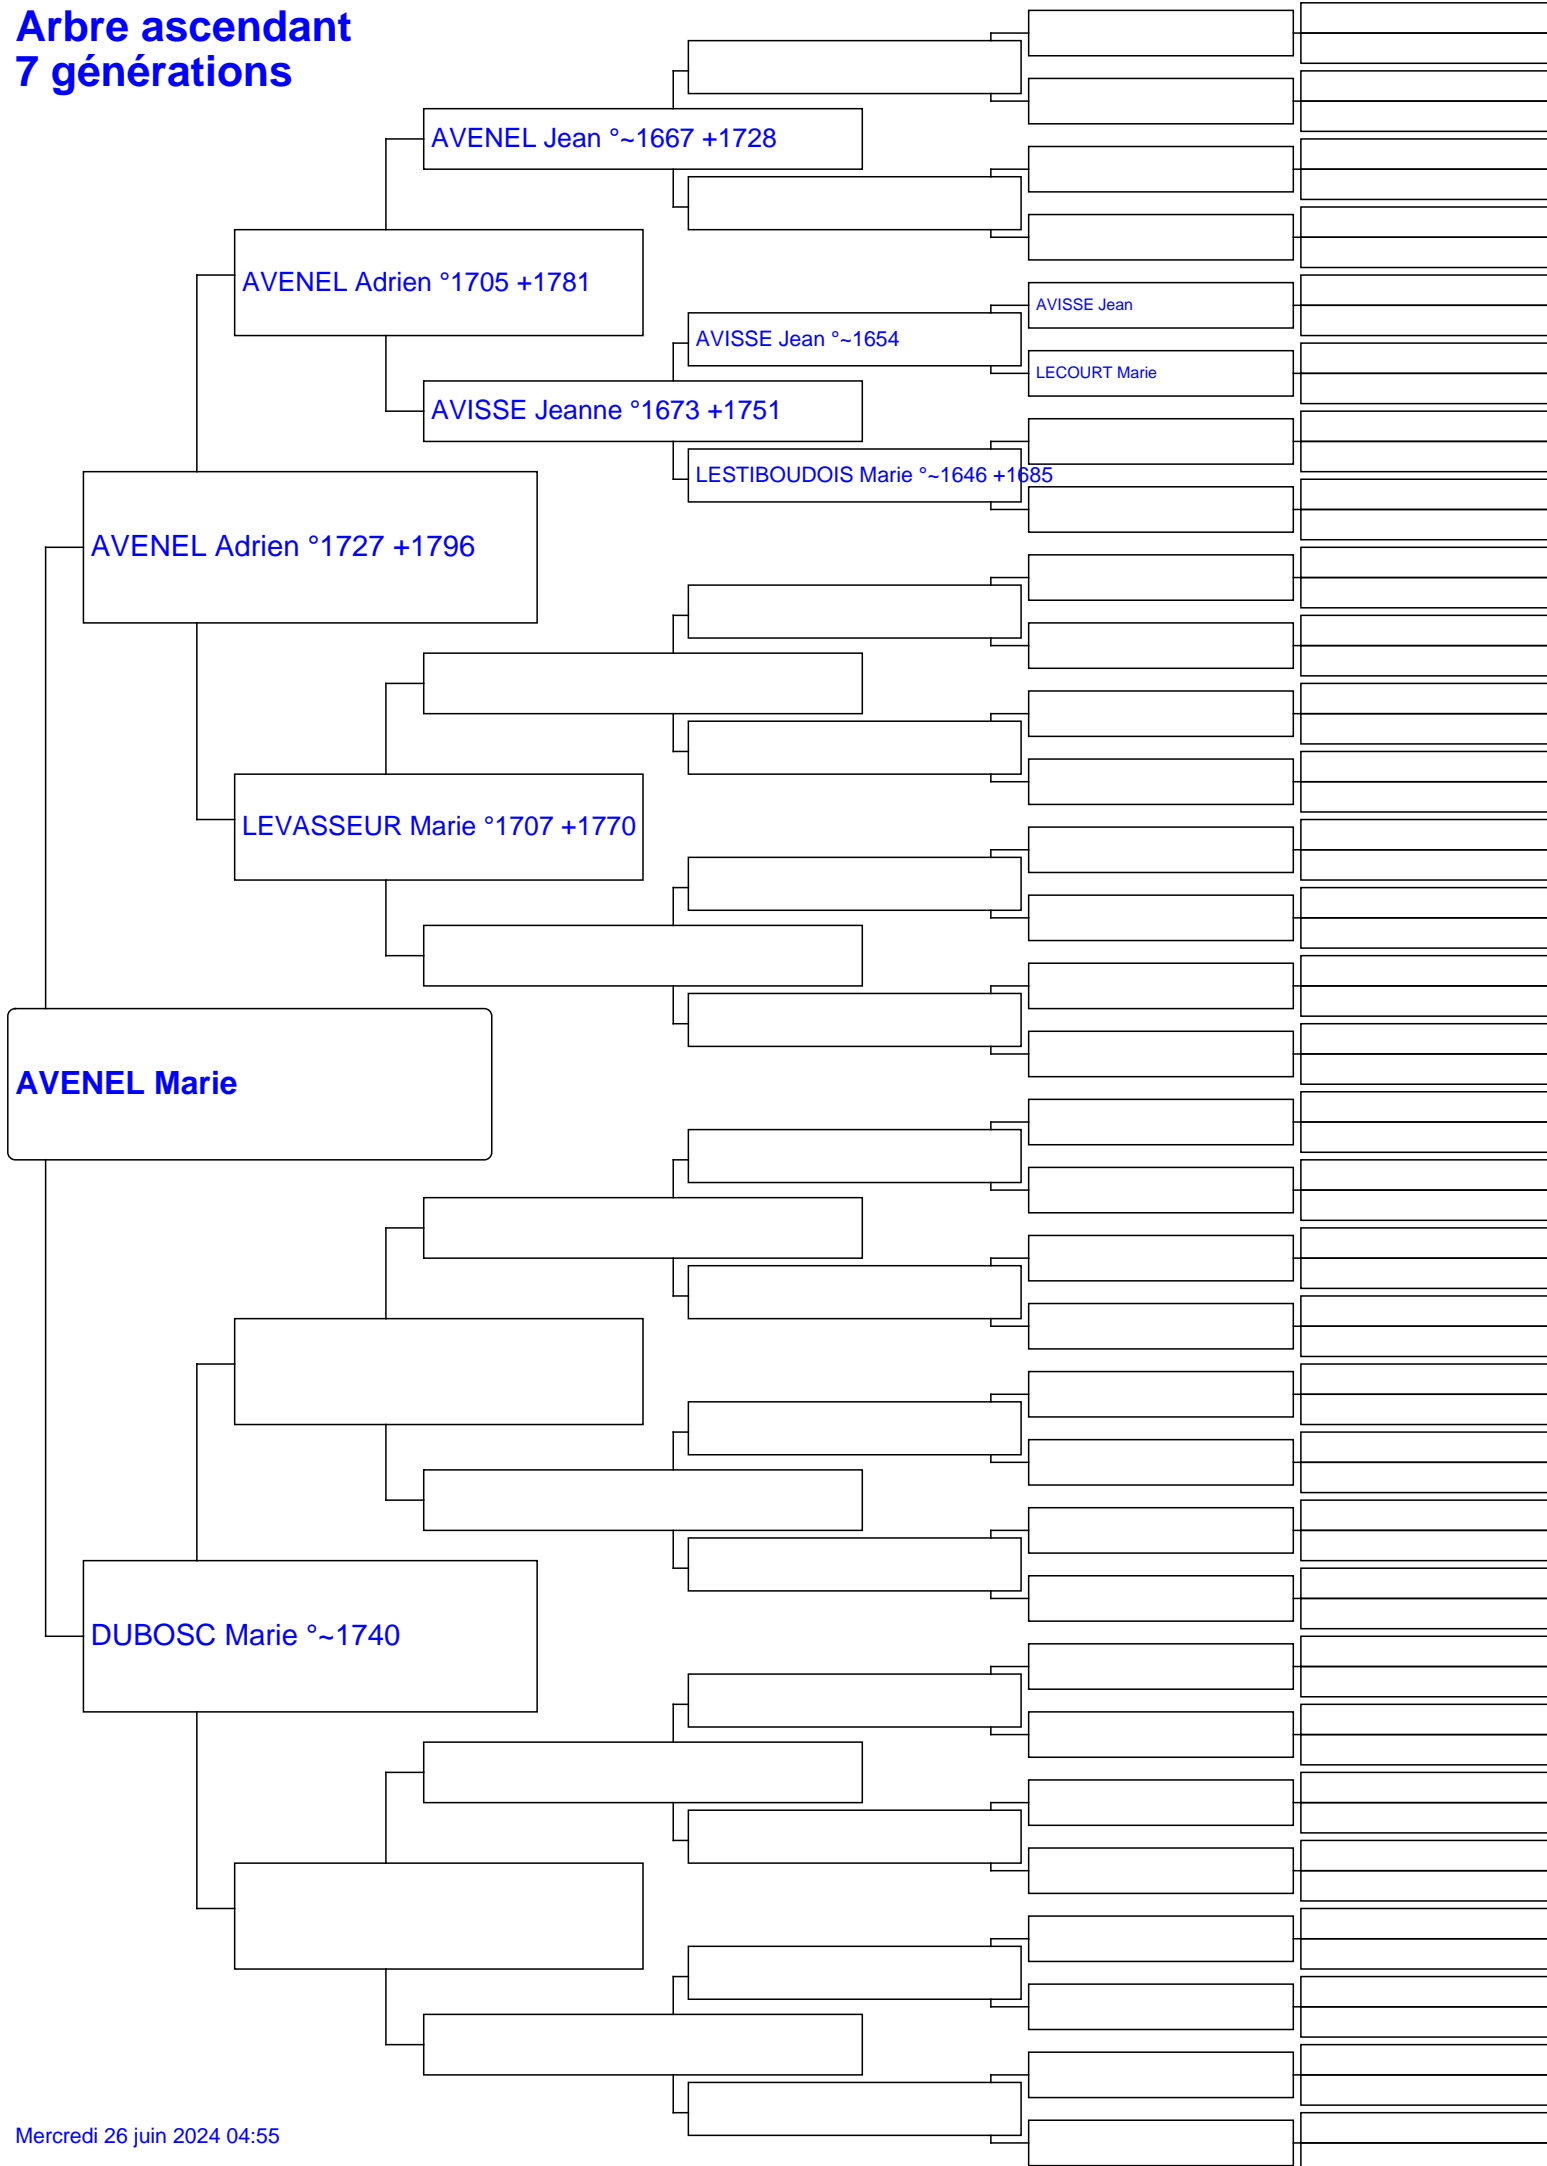 Arbre ascendant
7 générations
AVENEL Jean °~1667 +1728
AVENEL Adrien °1705 +1781
AVISSE Jean
AVISSE Jean °~1654
LECOURT Marie
AVISSE Jeanne °1673 +1751
LESTIBOUDOIS Marie °~1646 +1685
AVENEL Adrien °1727 +1796
LEVASSEUR Marie °1707 +1770
AVENEL Marie
DUBOSC Marie °~1740
Mercredi 26 juin 2024 04:55